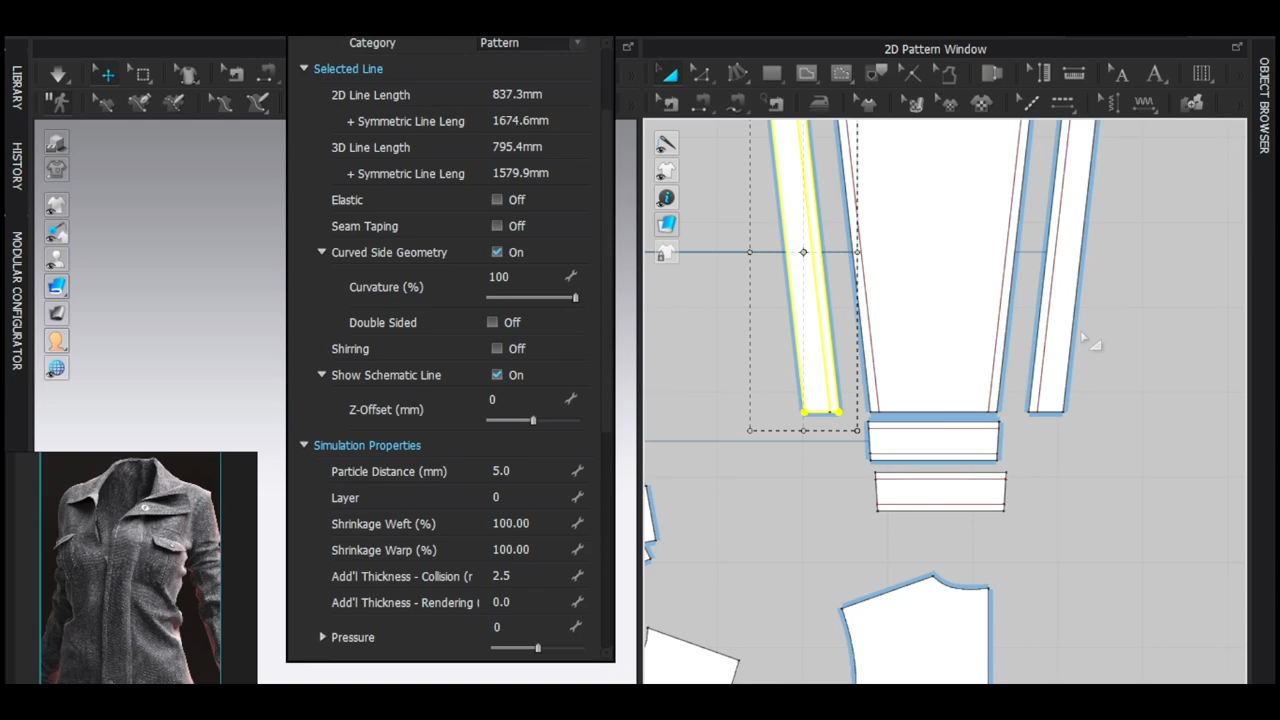 LIBRARY
HISTORY
MODULAR CONFIGURATOR
Category Pattern
Selected Line
2D Line Length 837.3mm
+ Symmetric Line Leng 1674.6mm
3D Line Length 795.4mm
+ Symmetric Line Leng 1579.9mm
Elastic Off
Seam Taping Off
Curved Side Geometry On
Curvature (%) 100
Double Sided Off
Shirring Off
Show Schematic Line On
Z-Offset (mm) 0
Simulation Properties
Particle Distance (mm) 5.0
Layer 0
Shrinkage Weft (%) 100.00
Shrinkage Warp (%) 100.00
Add'l Thickness - Collision (r 2.5
Add'l Thickness - Rendering ( 0.0
Pressure 0
2D Pattern Window
OBJECT BROWSER